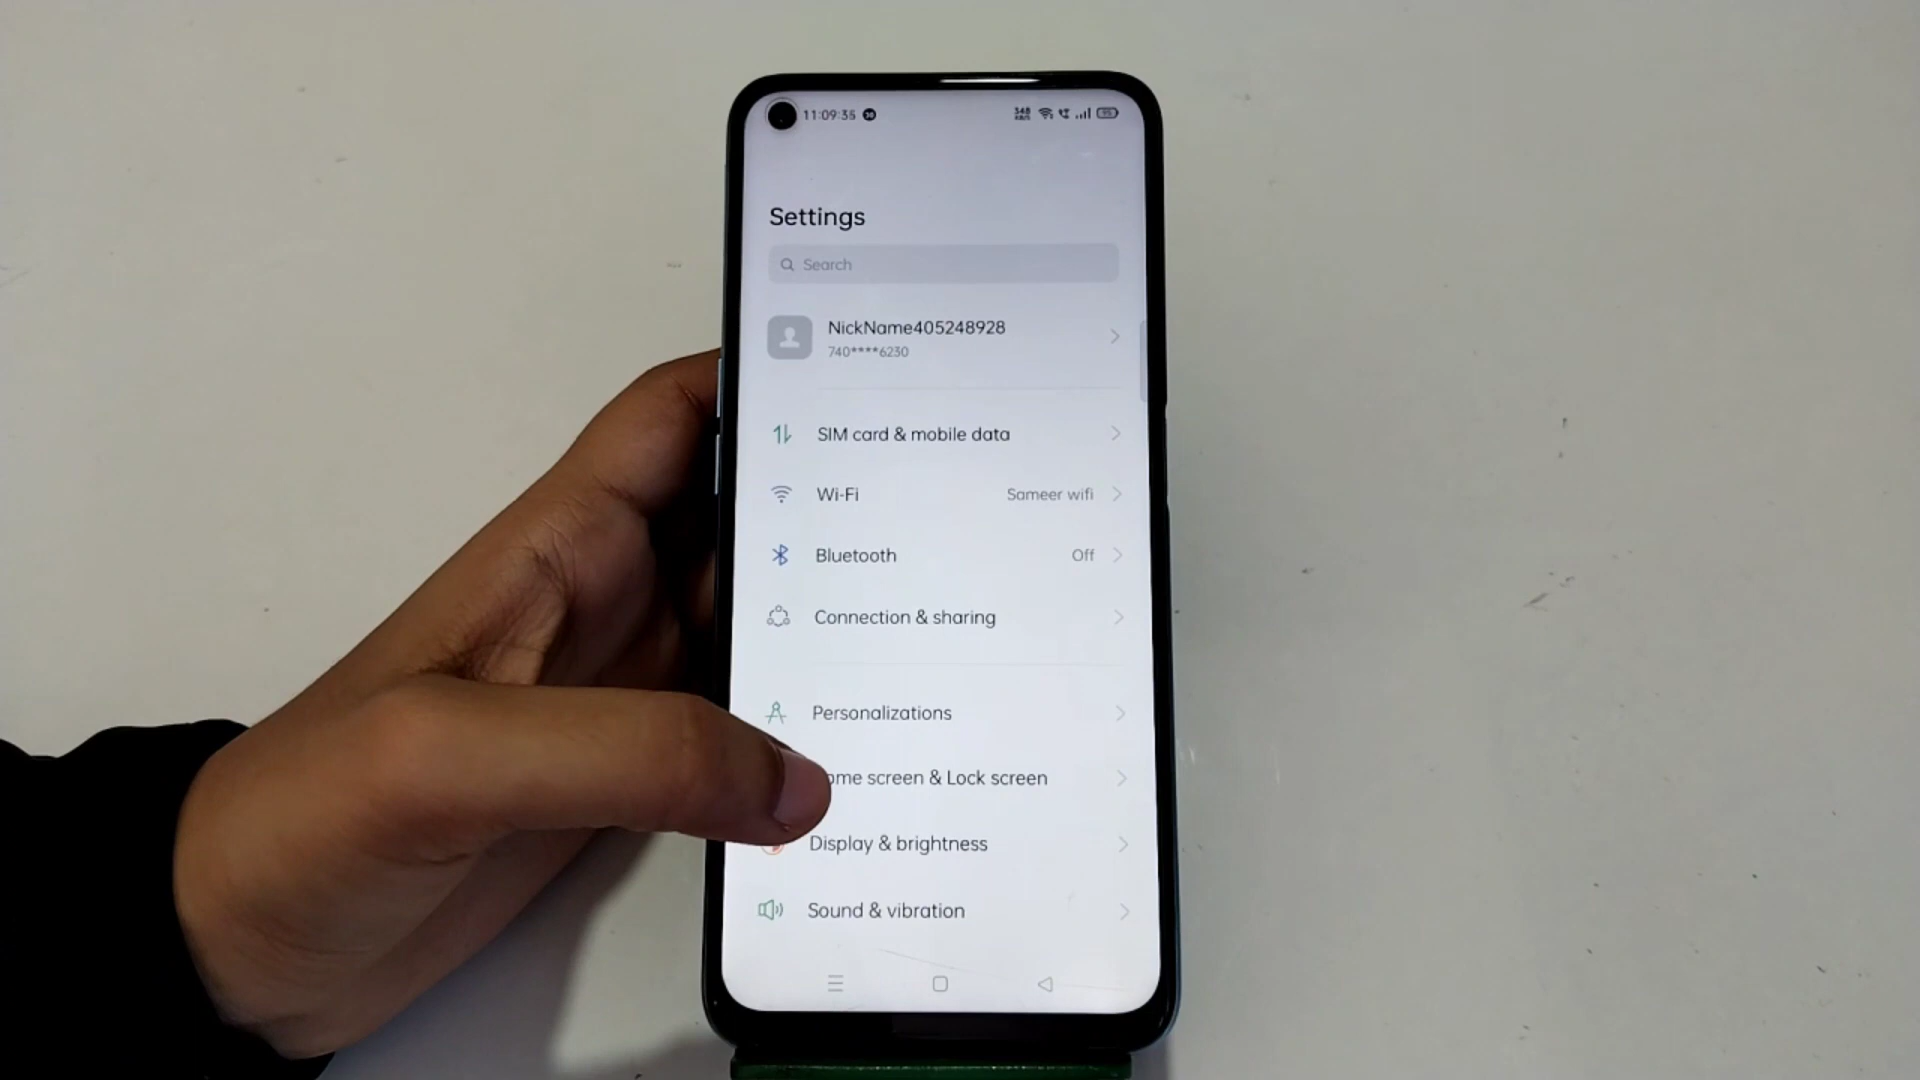 11:09:35
Settings
Search
NickName405248928
740****6230
SIM card & mobile data
Wi-Fi Sameer wifi
Bluetooth Off
Connection & sharing
Personalizations
ome screen & Lock screen
Display & brightness
Sound & vibration